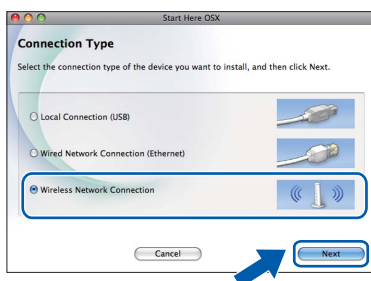 Start Here OSX
Connection Type
Select the connection type of the device you want to install, and then click Next.
Local Connection (USB)
Wired Network Connection (Ethernet)
Wireless Network Connection
Cancel
Next